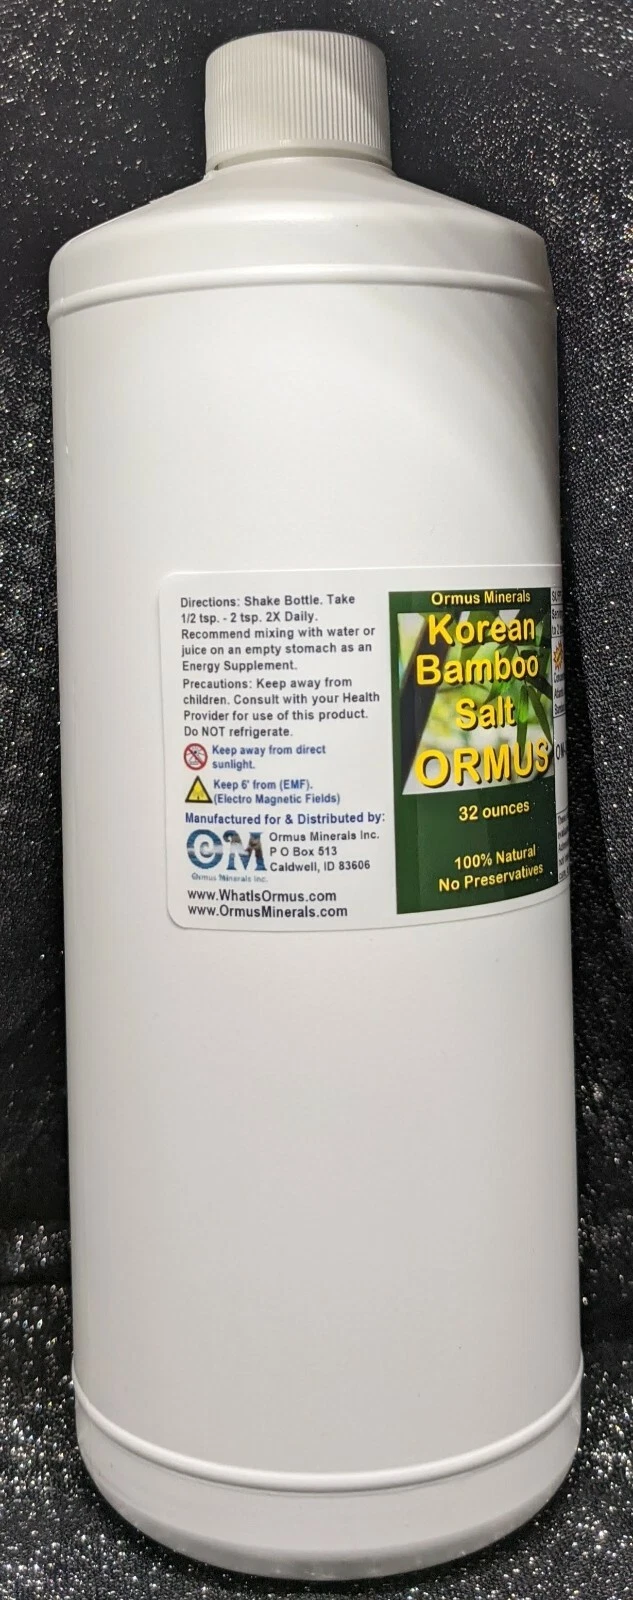 Directions: Shake Bottle. Take
1/2 tsp. - 2 tsp. 2X Daily.
Recommend mixing with water or
juice on an empty stomach as an
Energy Supplement.
Precautions: Keep away from
children. Consult with your Health
Provider for use of this product.
Do NOT refrigerate.
Keep away from direct
sunlight.
Keep 6' from (EMF).
(Electro Magnetic Fields)
Manufactured for & Distributed by:
OM
Ormus Minerals Inc.
Ormus Minerals Inc.
P O Box 513
Caldwell, ID 83606
www.WhatIsOrmus.com
www.OrmusMinerals.com
Ormus Minerals
Korean
Bamboo
Salt
ORMUS
32 ounces
100% Natural
No Preservatives